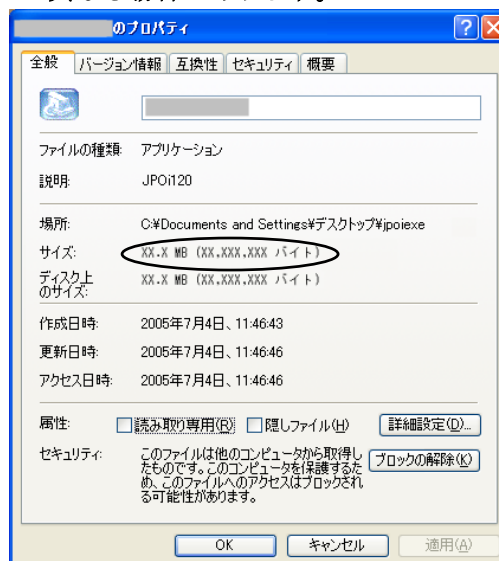 のプロパティ
全般 バージョン情報 互換性 セキュリティ 概要
ファイルの種類: アプリケーション
説明: JPOi120
場所: C:¥Documents and Settings¥デスクトップ¥jpoiexe
サイズ: XX.X MB (XX,XXX,XXX バイト)
ディスク上
のサイズ: XX.X MB (XX,XXX,XXX バイト)
作成日時: 2005年7月4日、11:46:43
更新日時: 2005年7月4日、11:46:46
アクセス日時: 2005年7月4日、11:46:46
属性: 読み取り専用(R) 隠しファイル(H) 詳細設定(D)...
セキュリティ: このファイルは他のコンピュータから取得し
たものです。このコンピュータを保護するた
め、このファイルへのアクセスはブロックされ
る可能性があります。
ブロックの解除(K)
OK キャンセル 適用(A)